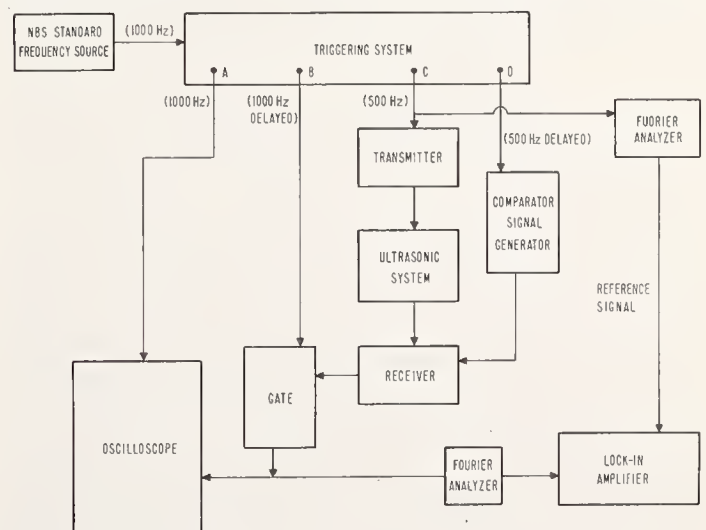 NBS STANDARD
FREQUENCY SOURCE
(1000 Hz)
TRIGGERING SYSTEM
A
B
C
D
(1000 Hz)
(1000 Hz
DELAYED)
(500 Hz)
(500 Hz DELAYED)
FUORIER
ANALYZER
TRANSMITTER
COMPARATOR
SIGNAL
GENERATOR
ULTRASONIC
SYSTEM
REFERENCE
SIGNAL
GATE
RECEIVER
OSCILLOSCOPE
FOURIER
ANALYZER
LOCK-IN
AMPLIFIER